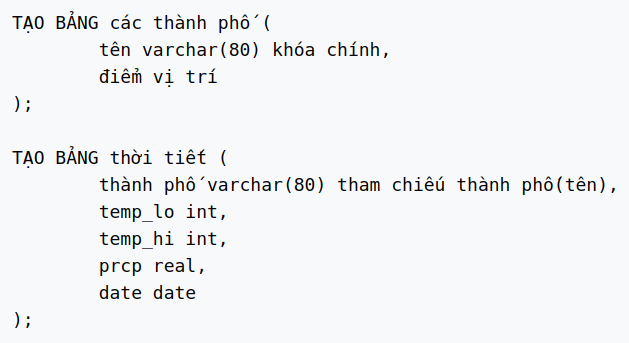 TẠO BẢNG các thành phố (
tên varchar(80) khóa chính,
điểm vị trí
);
TẠO BẢNG thời tiết (
thành phố varchar(80) tham chiếu thành phố(tên),
temp_lo int,
temp_hi int,
prcp real,
date date
);